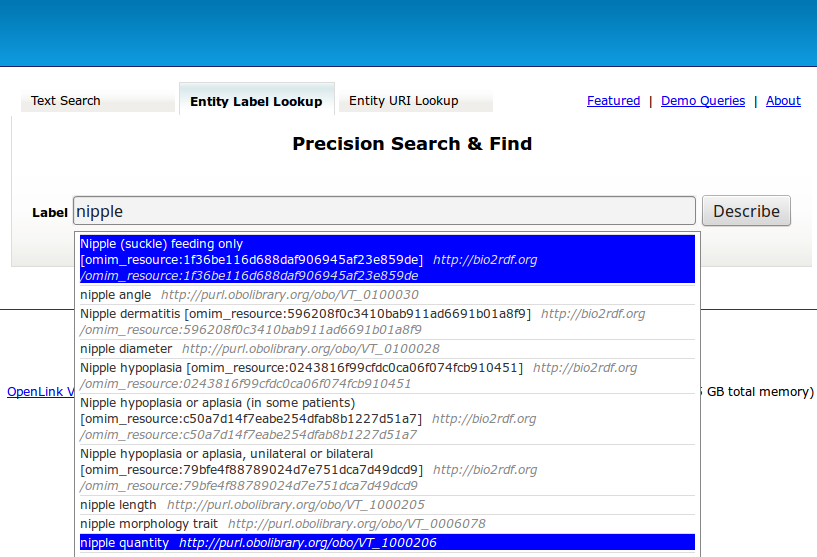 Text Search
Entity Label Lookup
Entity URI Lookup
Featured | Demo Queries | About
Precision Search & Find
Label
nipple
Describe
Nipple (suckle) feeding only
[omim_resource:1f36be116d688daf906945af23e859de] http://bio2rdf.org
/omim_resource:1f36be116d688daf906945af23e859de
nipple angle http://purl.obolibrary.org/obo/VT_0100030
Nipple dermatitis [omim_resource:596208f0c3410bab911ad6691b01a8f9] http://bio2rdf.org
/omim_resource:596208f0c3410bab911ad6691b01a8f9
nipple diameter http://purl.obolibrary.org/obo/VT_0100028
Nipple hypoplasia [omim_resource:0243816f99cfdc0ca06f074fcb910451] http://bio2rdf.org
/omim_resource:0243816f99cfdc0ca06f074fcb910451
Nipple hypoplasia or aplasia (in some patients)
[omim_resource:c50a7d14f7eabe254dfab8b1227d51a7] http://bio2rdf.org
/omim_resource:c50a7d14f7eabe254dfab8b1227d51a7
Nipple hypoplasia or aplasia, unilateral or bilateral
[omim_resource:79bfe4f88789024d7e751dca7d49dcd9] http://bio2rdf.org
/omim_resource:79bfe4f88789024d7e751dca7d49dcd9
nipple length http://purl.obolibrary.org/obo/VT_1000205
nipple morphology trait http://purl.obolibrary.org/obo/VT_0006078
nipple quantity http://purl.obolibrary.org/obo/VT_1000206
OpenLink V
GB total memory)